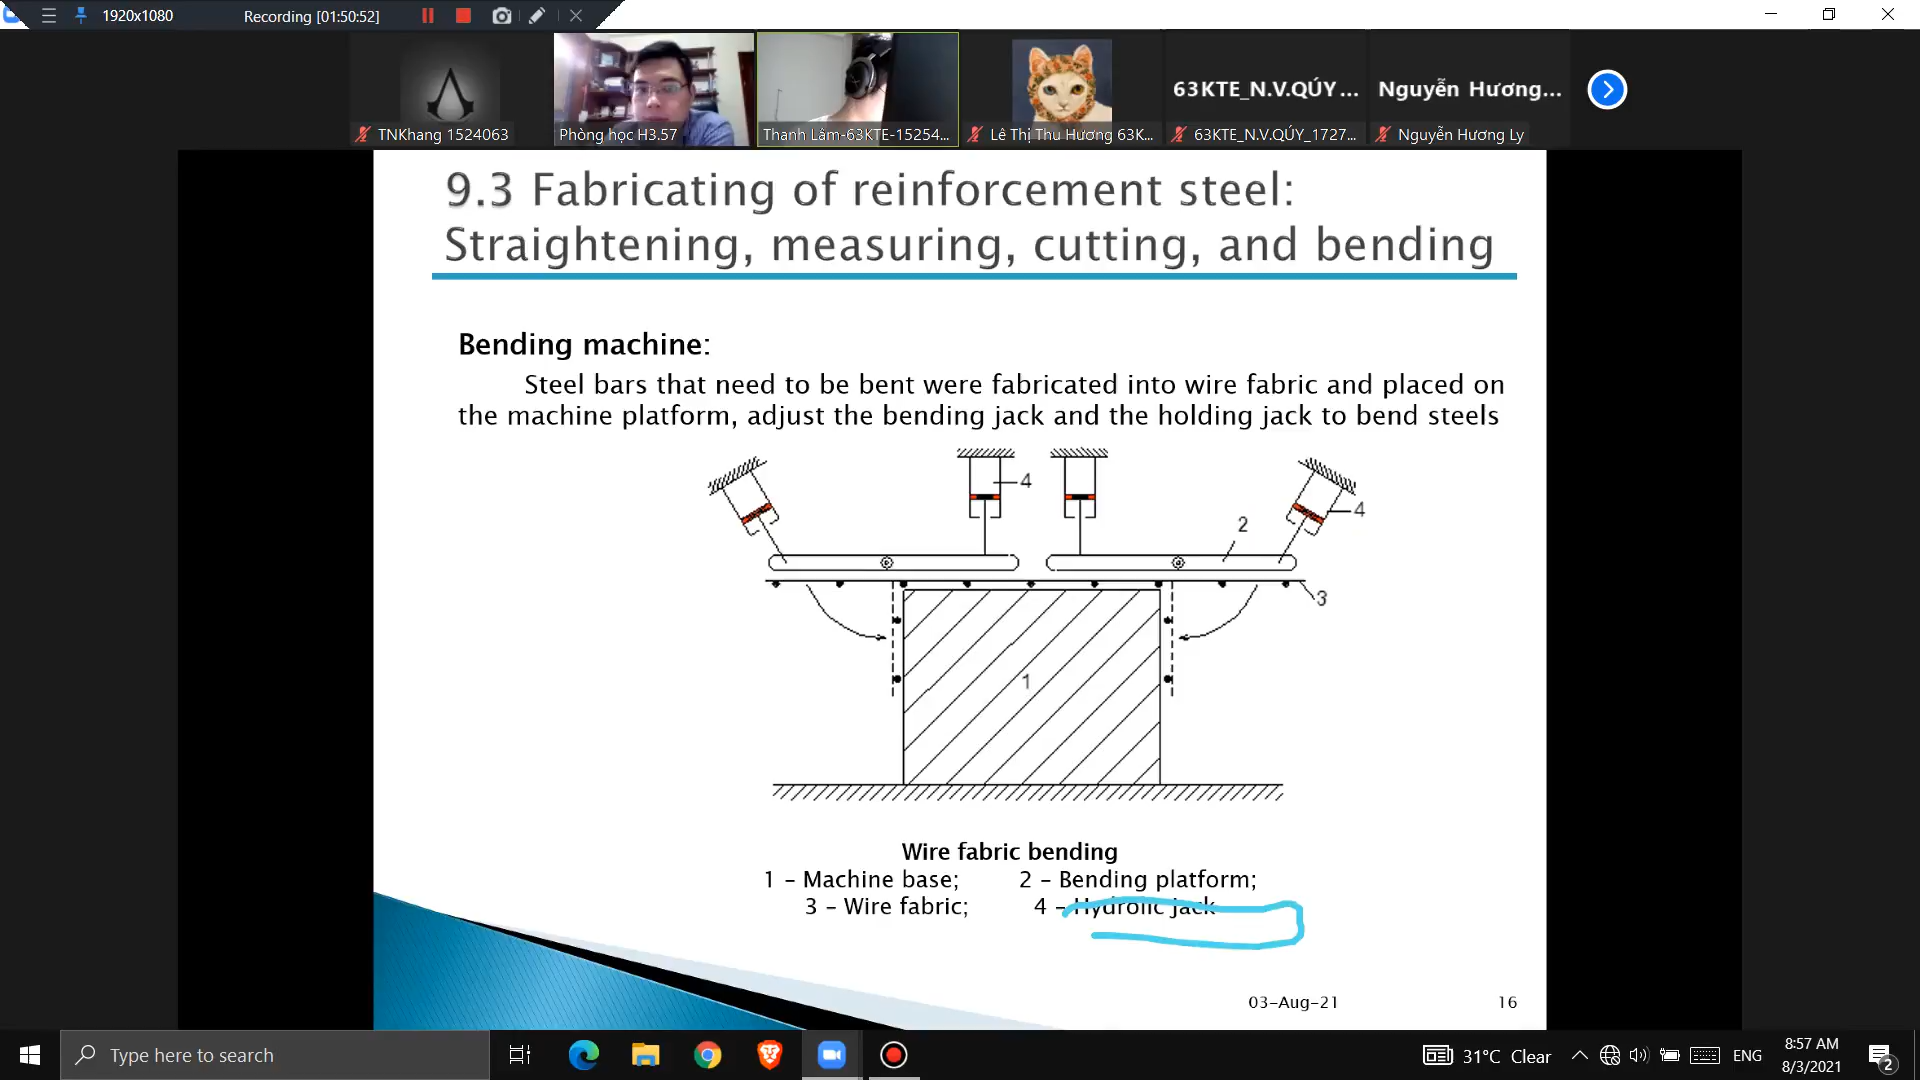 1920x1080
Recording [01:50:52]
63KTE_N.V.QÚY...
Nguyễn Hương...
TNKhang 1524063
Phòng học H3.57
Thanh Lâm-63KTE-15254...
Lê Thị Thu Hương 63K...
63KTE_N.V.QÚY_1727...
Nguyễn Hương Ly
9.3 Fabricating of reinforcement steel:
Straightening, measuring, cutting, and bending
Bending machine:
Steel bars that need to be bent were fabricated into wire fabric and placed on
the machine platform, adjust the bending jack and the holding jack to bend steels
4
4
2
3
1
Wire fabric bending
1 – Machine base; 2 – Bending platform;
3 – Wire fabric; 4 – Hydrolic jack
03-Aug-21
16
Type here to search
31°C Clear
ENG
8:57 AM
8/3/2021
2